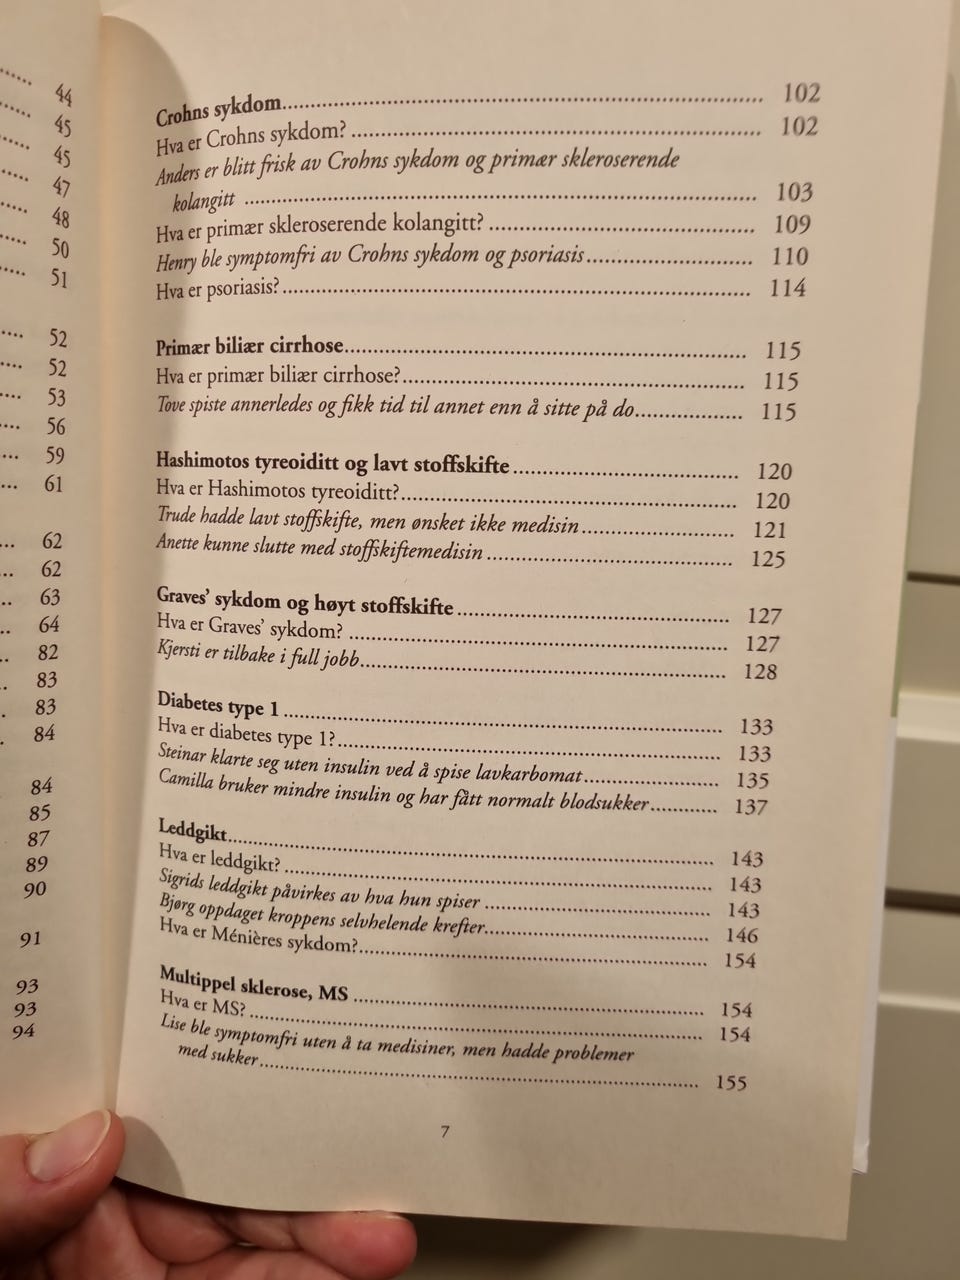 44
45
45
47
48
50
51
52
52
53
56
59
61
62
62
63
64
82
83
83
84
84
85
87
89
90
91
93
93
94
Crohns sykdom 102
Hva er Crohns sykdom? 102
Anders er blitt frisk av Crohns sykdom og primær skleroserende
kolangitt 103
Hva er primær skleroserende kolangitt? 109
Henry ble symptomfri av Crohns sykdom og psoriasis 110
Hva er psoriasis? 114
Primær biliær cirrhose 115
Hva er primær biliær cirrhose? 115
Tove spiste annerledes og fikk tid til annet enn å sitte på do 115
Hashimotos tyreoiditt og lavt stoffskifte 120
Hva er Hashimotos tyreoiditt? 120
Trude hadde lavt stoffskifte, men ønsket ikke medisin 121
Anette kunne slutte med stoffskiftemedisin 125
Graves’ sykdom og høyt stoffskifte 127
Hva er Graves’ sykdom? 127
Kjersti er tilbake i full jobb 128
Diabetes type 1 133
Hva er diabetes type 1? 133
Steinar klarte seg uten insulin ved å spise lavkarbomat 135
Camilla bruker mindre insulin og har fått normalt blodsukker 137
Leddgikt 143
Hva er leddgikt? 143
Sigrids leddgikt påvirkes av hva hun spiser 143
Bjørg oppdaget kroppens selvhelende krefter 146
Hva er Ménières sykdom? 154
Multippel sklerose, MS 154
Hva er MS? 154
Lise ble symptomfri uten å ta medisiner, men hadde problemer
med sukker 155
7